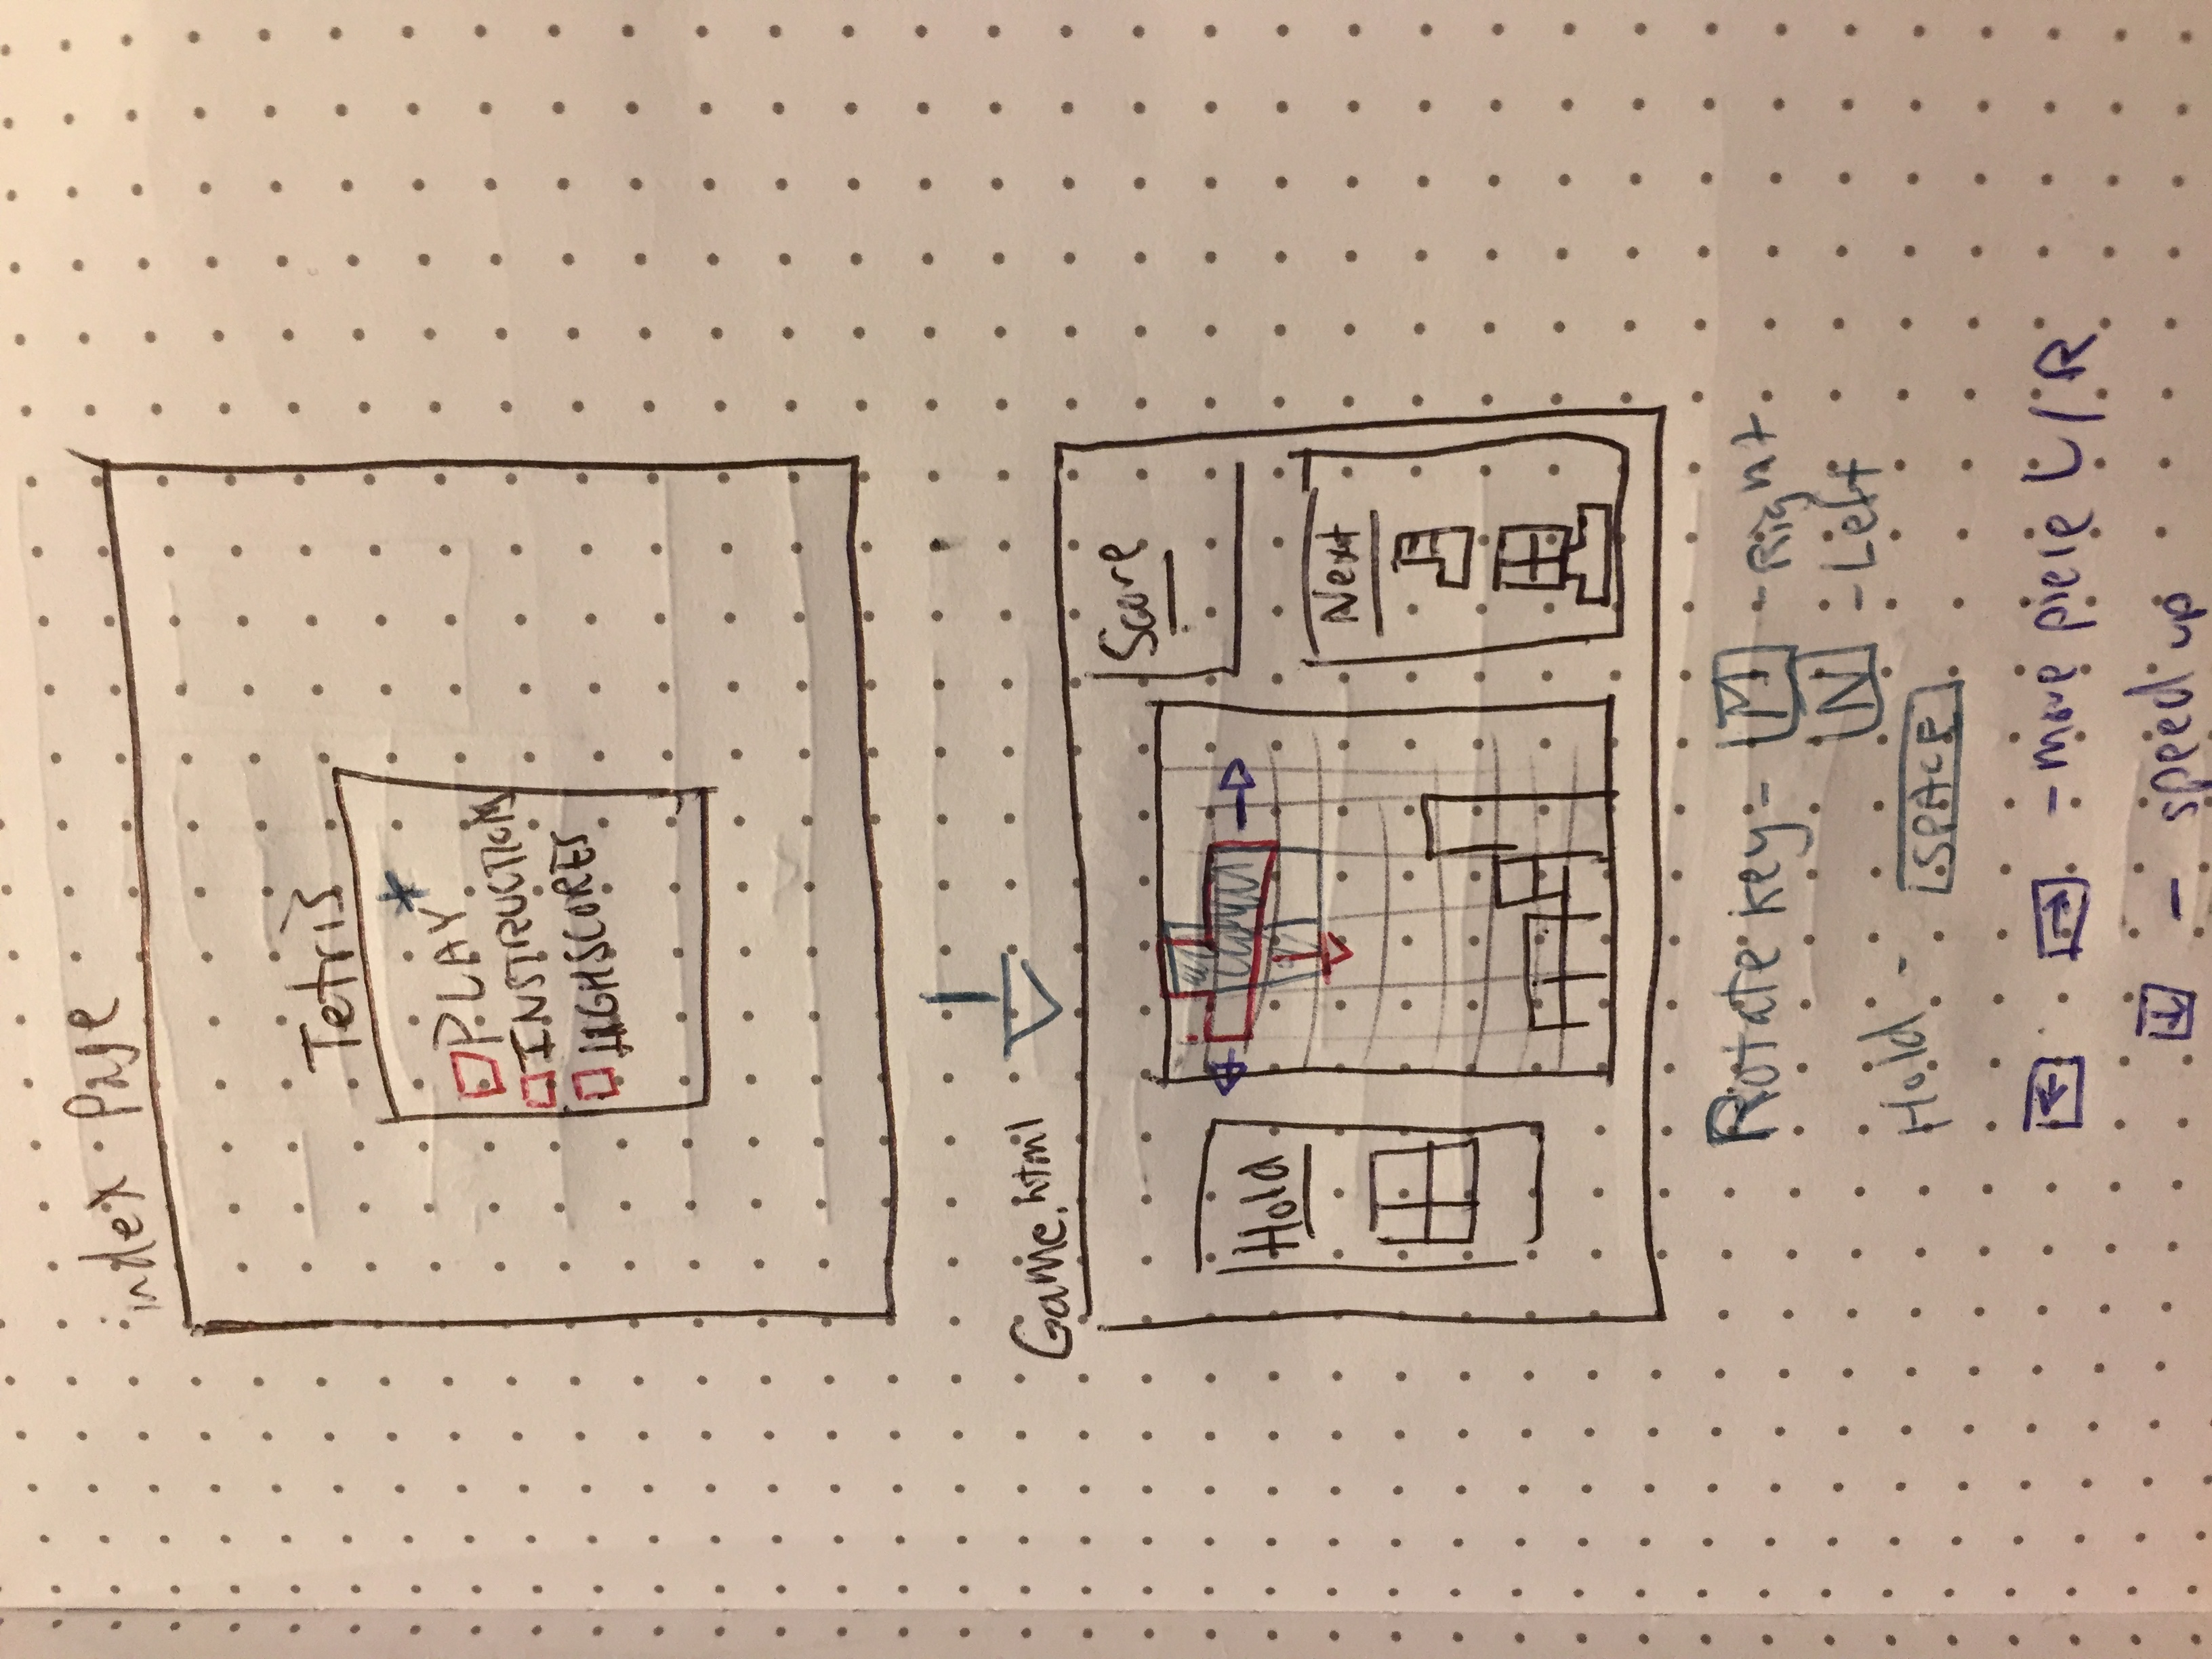 index Page
Tetris
PLAY*
INSTRUCTIONS
HIGHSCORES
Game.html
Score
Hold
Next
Rotate key - M - Right
N - Left
Hold - SPACE
← → - move piece L/R
↓ - speed up